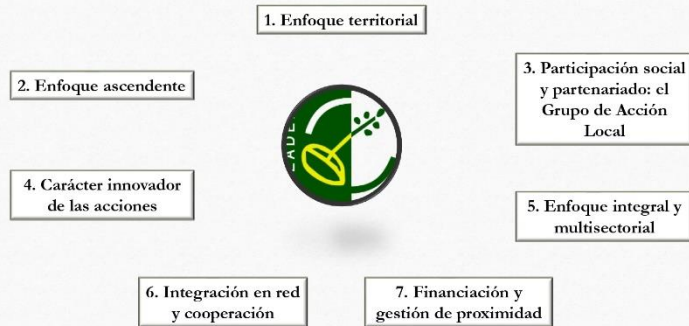 1. Enfoque territorial
2. Enfoque ascendente
3. Participación social
y partenariado: el
Grupo de Acción
Local
4. Carácter innovador
de las acciones
5. Enfoque integral y
multisectorial
6. Integración en red
y cooperación
7. Financiación y
gestión de proximidad